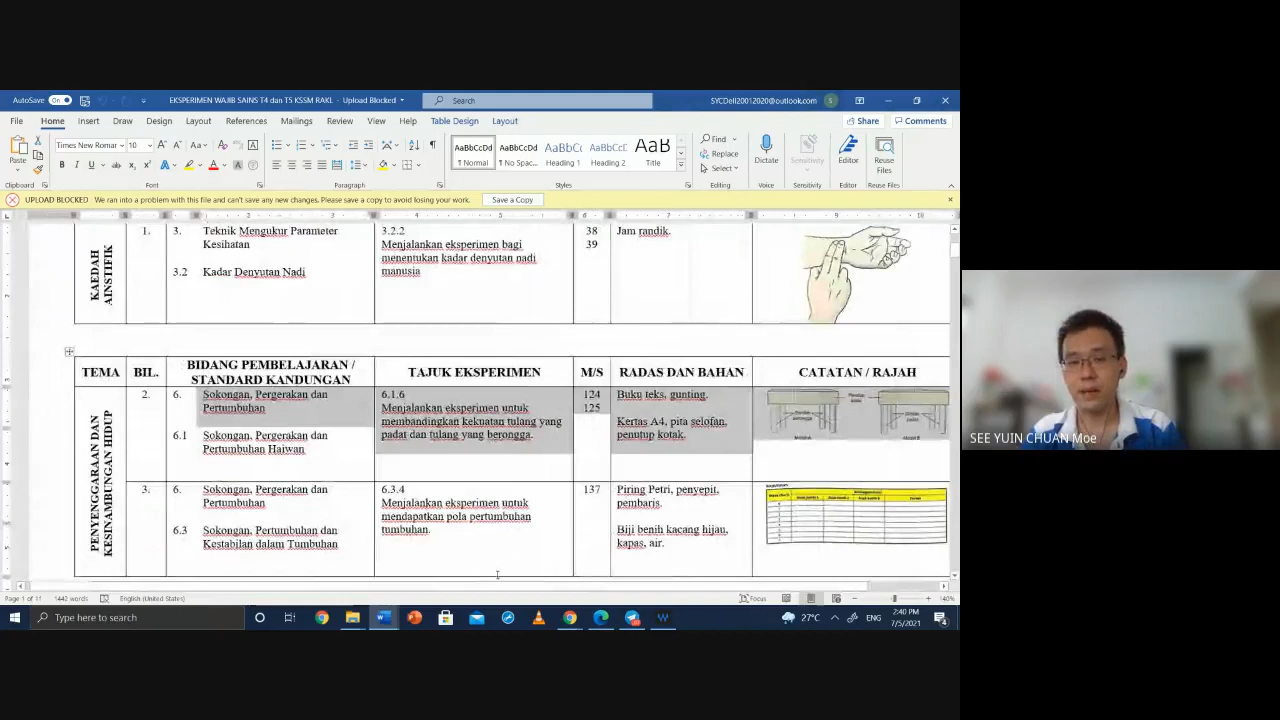 AutoSave On
EKSPERIMEN WAJIB SAINS T4 dan T5 KSSM RAKL - Upload Blocked
Search
SYCDell20012020@outlook.com
S
File Home Insert Draw Design Layout References Mailings Review View Help Table Design Layout
Share Comments
Times New Roman 10
AaBbCcDd AaBbCcDd AaBbCc AaBbCcD AaB
¶ Normal ¶ No Spac... Heading 1 Heading 2 Title
Find
Replace
Select
Paste
Dictate
Sensitivity
Editor
Reuse
Files
Clipboard Font Paragraph Styles Editing Voice Sensitivity Editor Reuse Files
UPLOAD BLOCKED We ran into a problem with this file and can't save any new changes. Please save a copy to avoid losing your work. Save a Copy
KAEDAH
AINSTIFIK
1.
3. Teknik Mengukur Parameter
Kesihatan
3.2 Kadar Denyutan Nadi
3.2.2
Menjalankan eksperimen bagi
menentukan kadar denyutan nadi
manusia
38
39
Jam randik.
TEMA
BIL.
BIDANG PEMBELAJARAN /
STANDARD KANDUNGAN
TAJUK EKSPERIMEN
M/S
RADAS DAN BAHAN
CATATAN / RAJAH
PENYENGGARAAN DAN
KESINAMBUNGAN HIDUP
2.
6. Sokongan, Pergerakan dan
Pertumbuhan
6.1 Sokongan, Pergerakan dan
Pertumbuhan Haiwan
6.1.6
Menjalankan eksperimen untuk
membandingkan kekuatan tulang yang
padat dan tulang yang berongga.
124
125
Buku teks, gunting.
Kertas A4, pita selofan,
penutup kotak.
3.
6. Sokongan, Pergerakan dan
Pertumbuhan
6.3 Sokongan, Pertumbuhan dan
Kestabilan dalam Tumbuhan
6.3.4
Menjalankan eksperimen untuk
mendapatkan pola pertumbuhan
tumbuhan.
137
Piring Petri, penyepit,
pembaris.
Biji benih kacang hijau,
kapas, air.
Page 1 of 11 1442 words English (United States)
Focus
140%
Type here to search
27°C
ENG
2:40 PM
7/5/2021
SEE YUIN CHUAN Moe